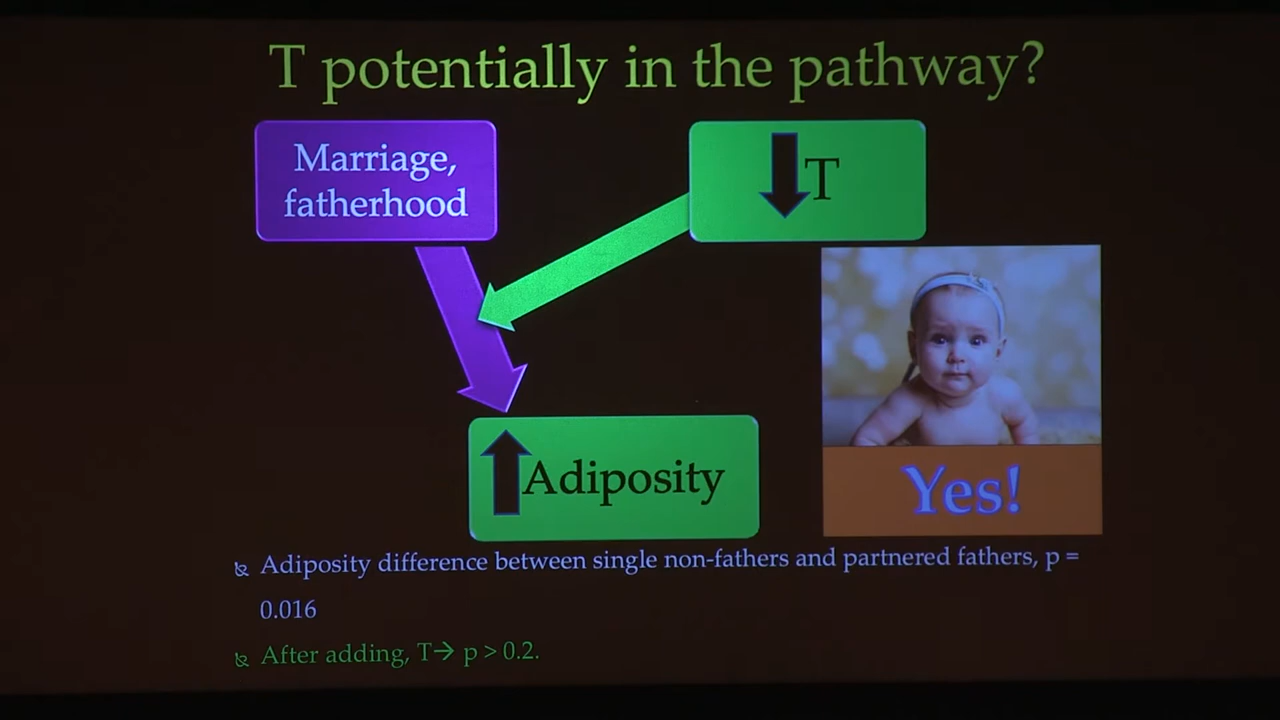 T potentially in the pathway?
Marriage,
fatherhood
T
Adiposity
Yes!
Adiposity difference between single non-fathers and partnered fathers, p =
0.016
After adding, T→ p > 0.2.